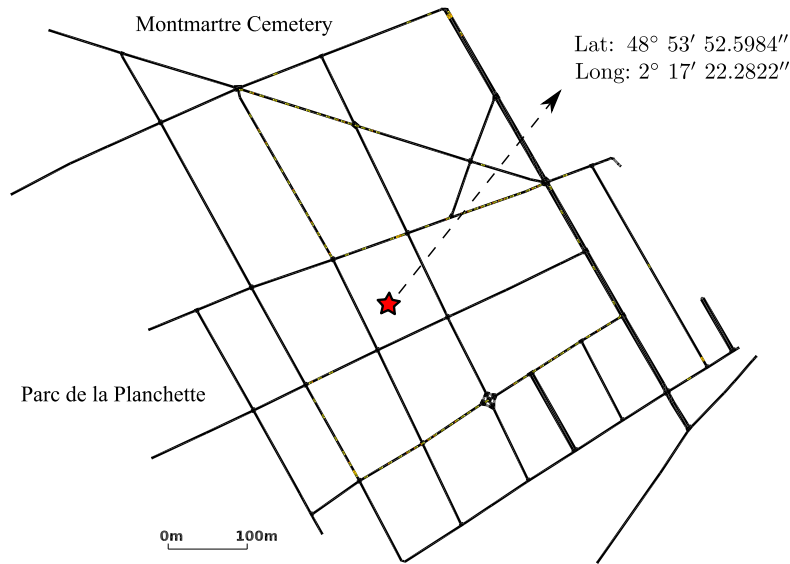 Montmartre Cemetery
Lat: 48° 53′ 52.5984″
Long: 2° 17′ 22.2822″
Parc de la Planchette
0m 100m